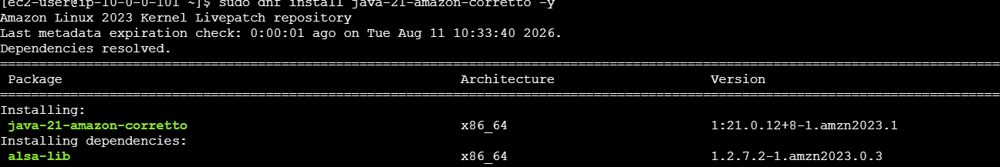 [ec2-user@ip-10-0-0-101 ~]$ sudo dnf install java-21-amazon-corretto -y
Amazon Linux 2023 Kernel Livepatch repository
Last metadata expiration check: 0:00:01 ago on Tue Aug 11 10:33:40 2026.
Dependencies resolved.
================================================================================================================================
Package Architecture Version
================================================================================================================================
Installing:
java-21-amazon-corretto x86_64 1:21.0.12+8-1.amzn2023.1
Installing dependencies:
alsa-lib x86_64 1.2.7.2-1.amzn2023.0.3